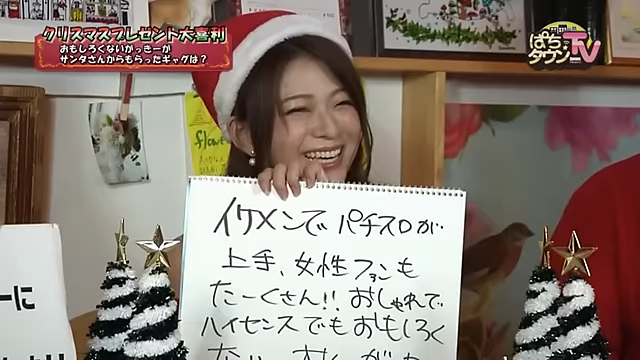 クリスマスプレゼント大喜利
おもしろくないがっきーが
サンタさんからもらったギャグは？
ぱち
タウン
TV
flowe
イケメンで パチスロが
上手、女性ファンも
たーくさん!! おしゃれで
ハイセンスでもおもしろく
ーに